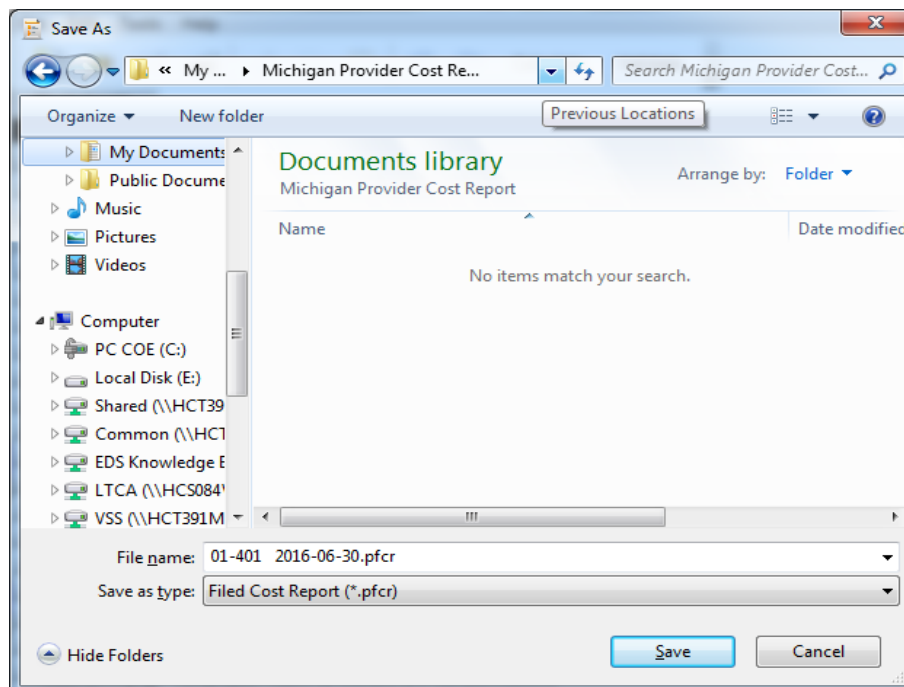 Save As
« My ... Michigan Provider Cost Re...
Search Michigan Provider Cost...
Organize New folder
Previous Locations
My Documents
Public Docume
Music
Pictures
Videos
Computer
PC COE (C:)
Local Disk (E:)
Shared (\\HCT39
Common (\\HCT
EDS Knowledge E
LTCA (\\HCS084V
VSS (\\HCT391M
Documents library
Michigan Provider Cost Report
Arrange by: Folder
Name Date modified
No items match your search.
File name: 01-401 2016-06-30.pfcr
Save as type: Filed Cost Report (*.pfcr)
Hide Folders
Save Cancel